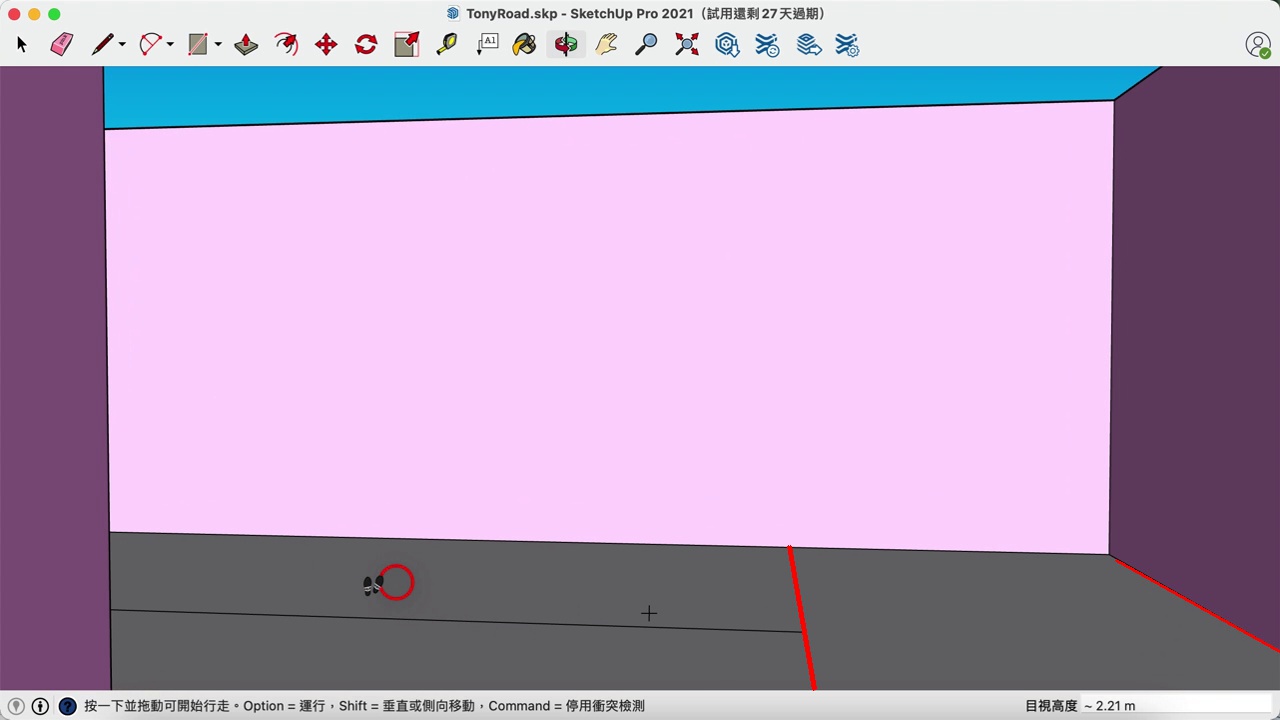 TonyRoad.skp - SketchUp Pro 2021（試用還剩 27 天過期）
A1
按一下並拖動可開始行走。Option = 運行，Shift = 垂直或側向移動，Command = 停用衝突檢測
目視高度 ~ 2.21 m